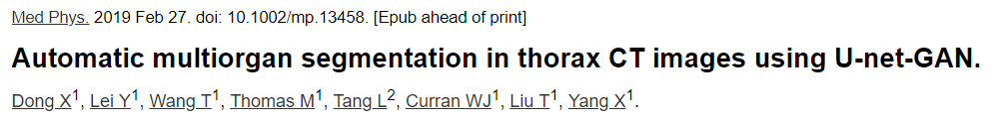 Med Phys. 2019 Feb 27. doi: 10.1002/mp.13458. [Epub ahead of print]
Automatic multiorgan segmentation in thorax CT images using U-net-GAN.
Dong X1, Lei Y1, Wang T1, Thomas M1, Tang L2, Curran WJ1, Liu T1, Yang X1.